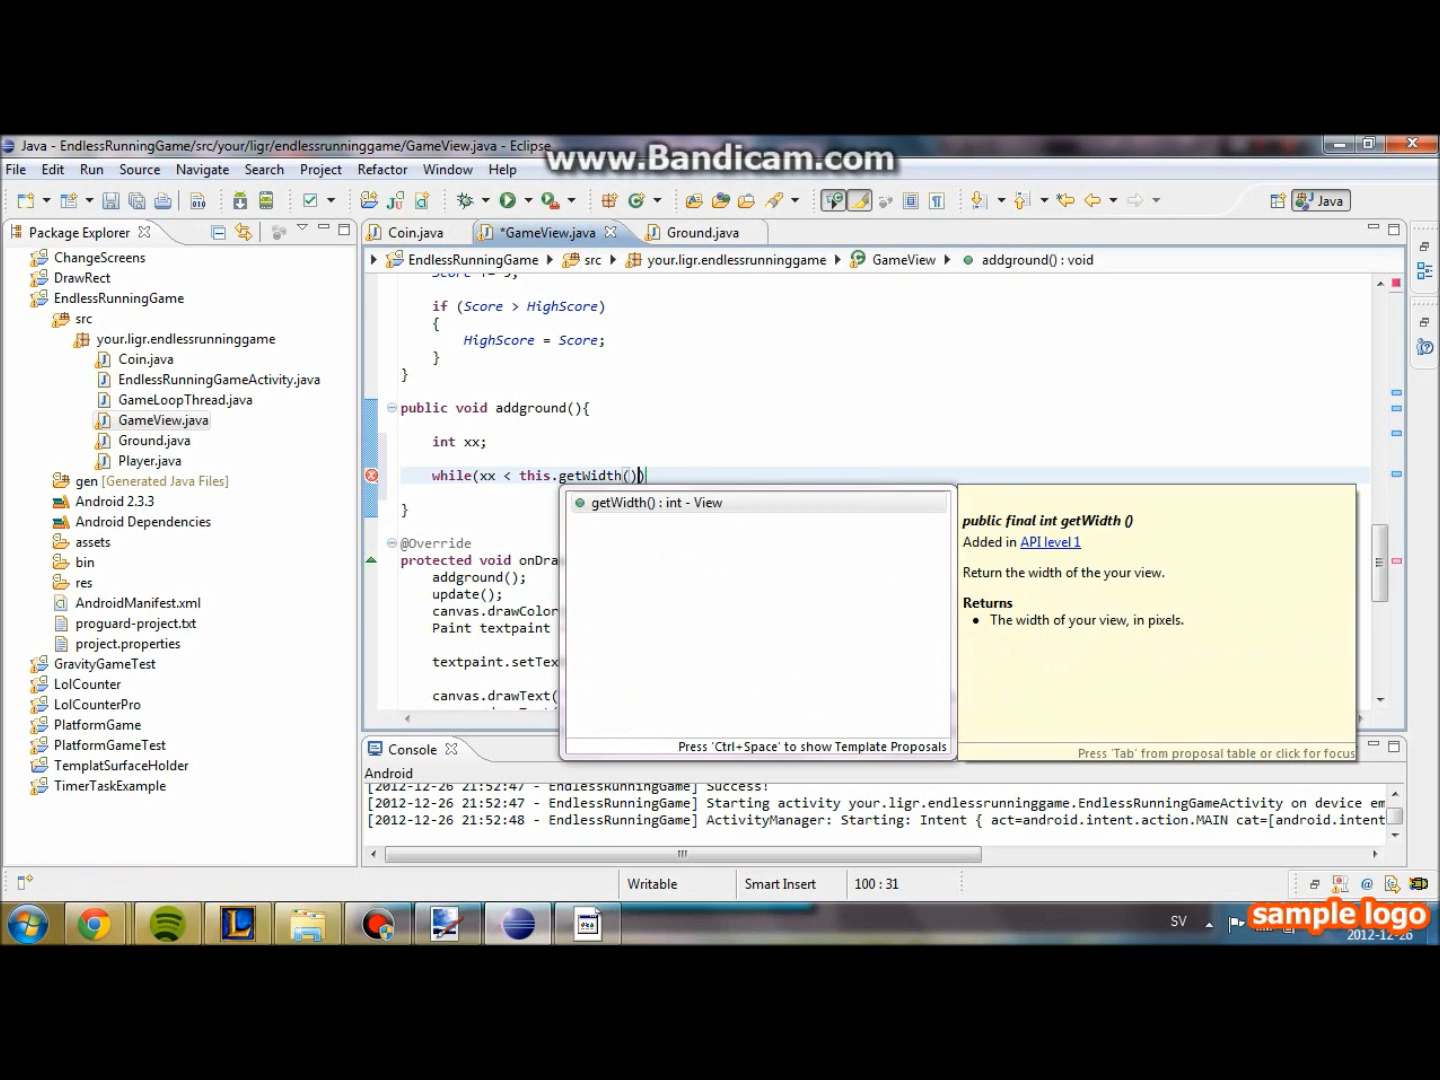 www.Bandicam.com
Java - EndlessRunningGame/src/your/ligr/endlessrunninggame/GameView.java - Eclipse
File Edit Run Source Navigate Search Project Refactor Window Help
Java
Package Explorer
Coin.java *GameView.java Ground.java
EndlessRunningGame src your.ligr.endlessrunninggame GameView addground() : void
ChangeScreens
DrawRect
EndlessRunningGame
src
your.ligr.endlessrunninggame
Coin.java
EndlessRunningGameActivity.java
GameLoopThread.java
GameView.java
Ground.java
Player.java
gen [Generated Java Files]
Android 2.3.3
Android Dependencies
assets
bin
res
AndroidManifest.xml
proguard-project.txt
project.properties
GravityGameTest
LolCounter
LolCounterPro
PlatformGame
PlatformGameTest
TemplatSurfaceHolder
TimerTaskExample
if (Score > HighScore)
{
HighScore = Score;
}
}
public void addground(){
int xx;
while(xx < this.getWidth())
}
@Override
protected void onDra
addground();
update();
canvas.drawColor
Paint textpaint
textpaint.setTex
canvas.drawText(
getWidth() : int - View
Press 'Ctrl+Space' to show Template Proposals
public final int getWidth ()
Added in API level 1
Return the width of the your view.
Returns
The width of your view, in pixels.
Press 'Tab' from proposal table or click for focus
Console
Android
[2012-12-26 21:52:47 - EndlessRunningGame] Success!
[2012-12-26 21:52:47 - EndlessRunningGame] Starting activity your.ligr.endlessrunninggame.EndlessRunningGameActivity on device em
[2012-12-26 21:52:48 - EndlessRunningGame] ActivityManager: Starting: Intent { act=android.intent.action.MAIN cat=[android.intent
Writable Smart Insert 100 : 31
SV
sample logo
2012-12-26